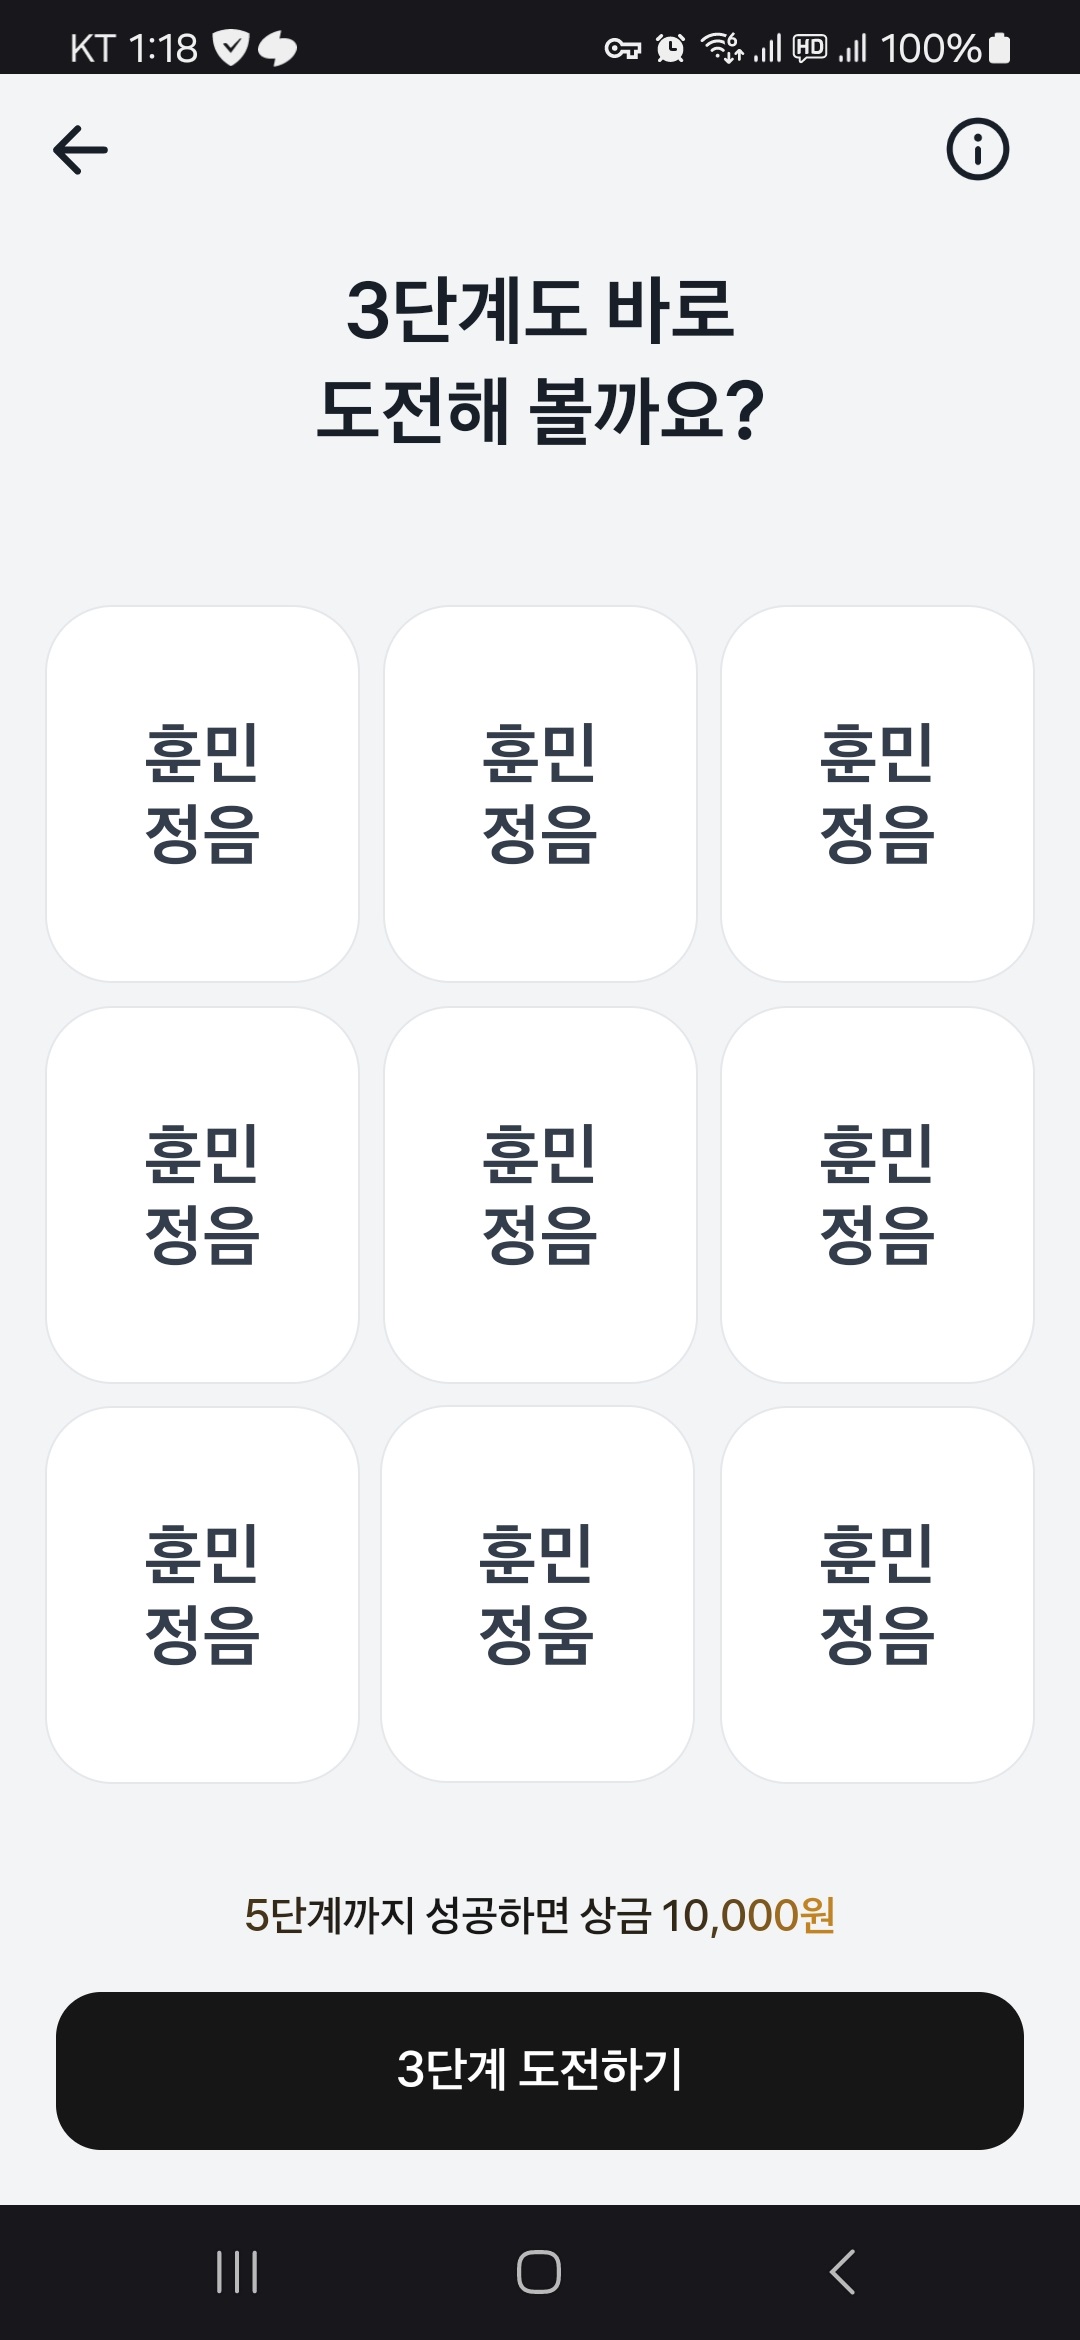 KT 1:18 6 HD 100%
3단계도 바로
도전해 볼까요?
훈민 훈민 훈민
정음 정음 정음
훈민 훈민 훈민
정음 정음 정음
훈민 훈민 훈민
정음 정움 정음
5단계까지 성공하면 상금 10,000원
3단계 도전하기